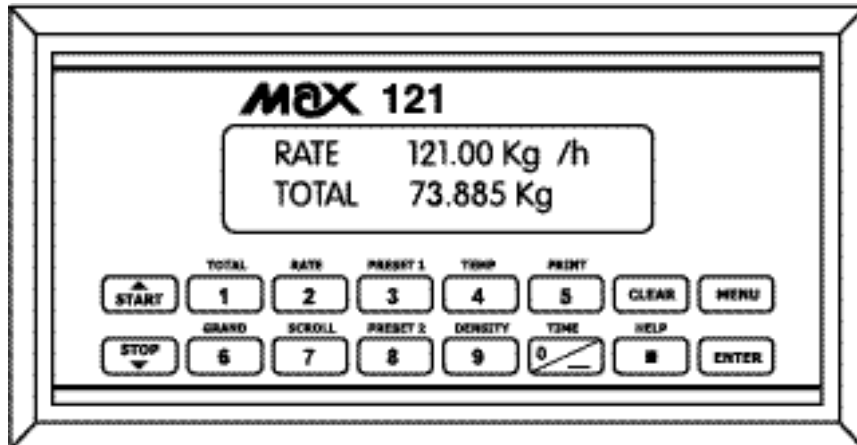 MAX 121
RATE 121.00 Kg /h
TOTAL 73.885 Kg
TOTAL RATE PRESET 1 TEMP PRINT
START 1 2 3 4 5 CLEAR MENU
GRAND SCROLL PRESET 2 DENSITY TIME HELP
STOP 6 7 8 9 0 — ■ ENTER